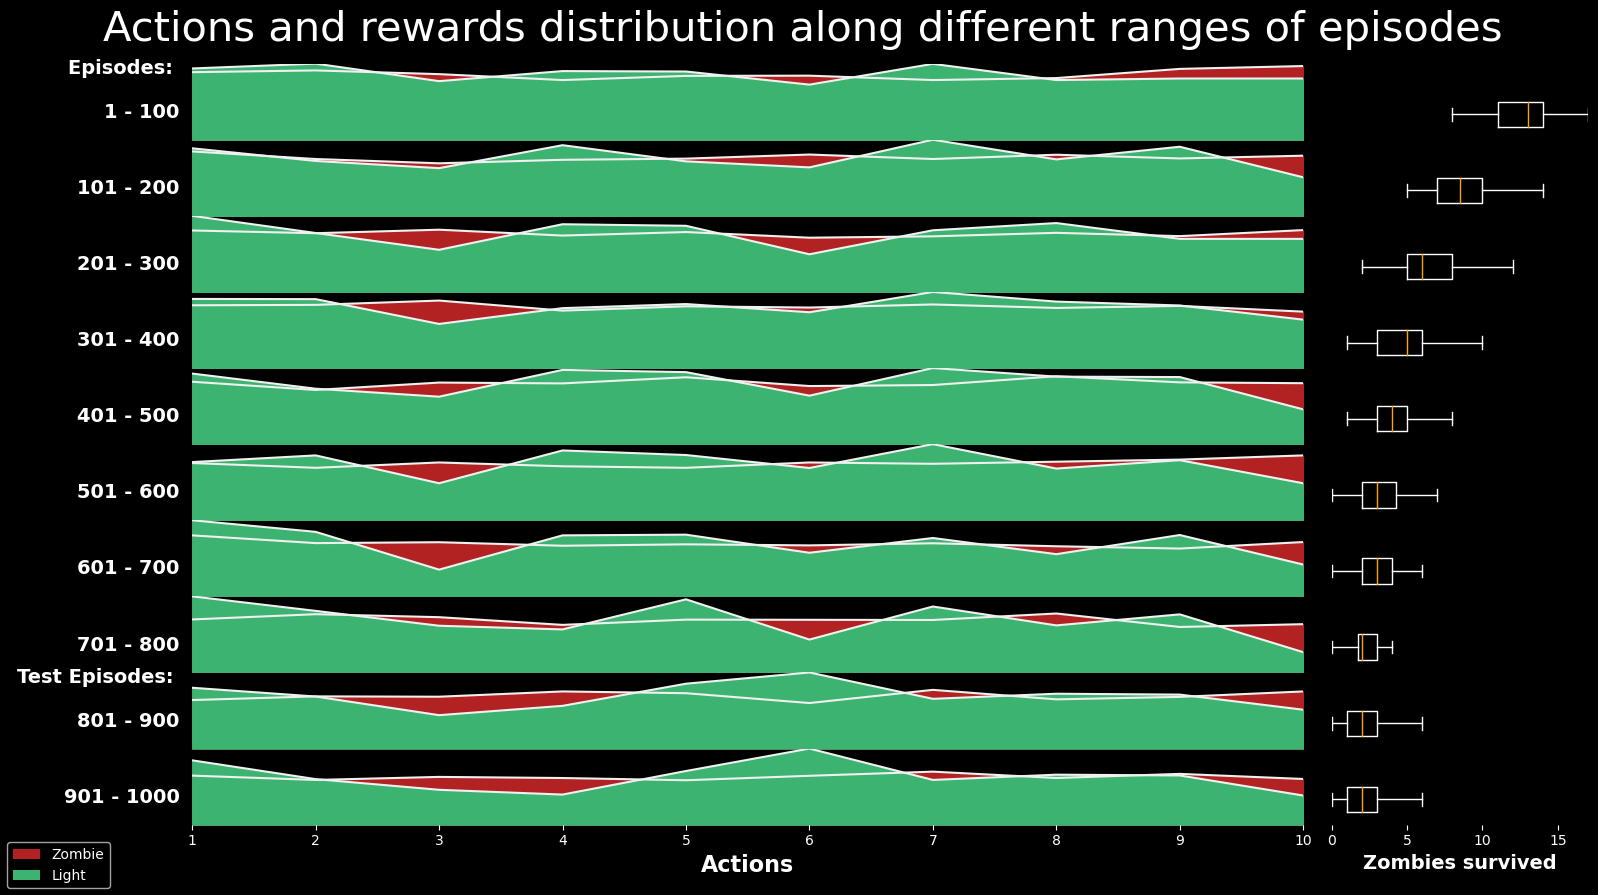 Actions and rewards distribution along different ranges of episodes
Episodes:
1 - 100
101 - 200
201 - 300
301 - 400
401 - 500
501 - 600
601 - 700
701 - 800
Test Episodes:
801 - 900
901 - 1000
1 2 3 4 5 6 7 8 9 10
Actions
0 5 10 15
Zombies survived
Zombie
Light